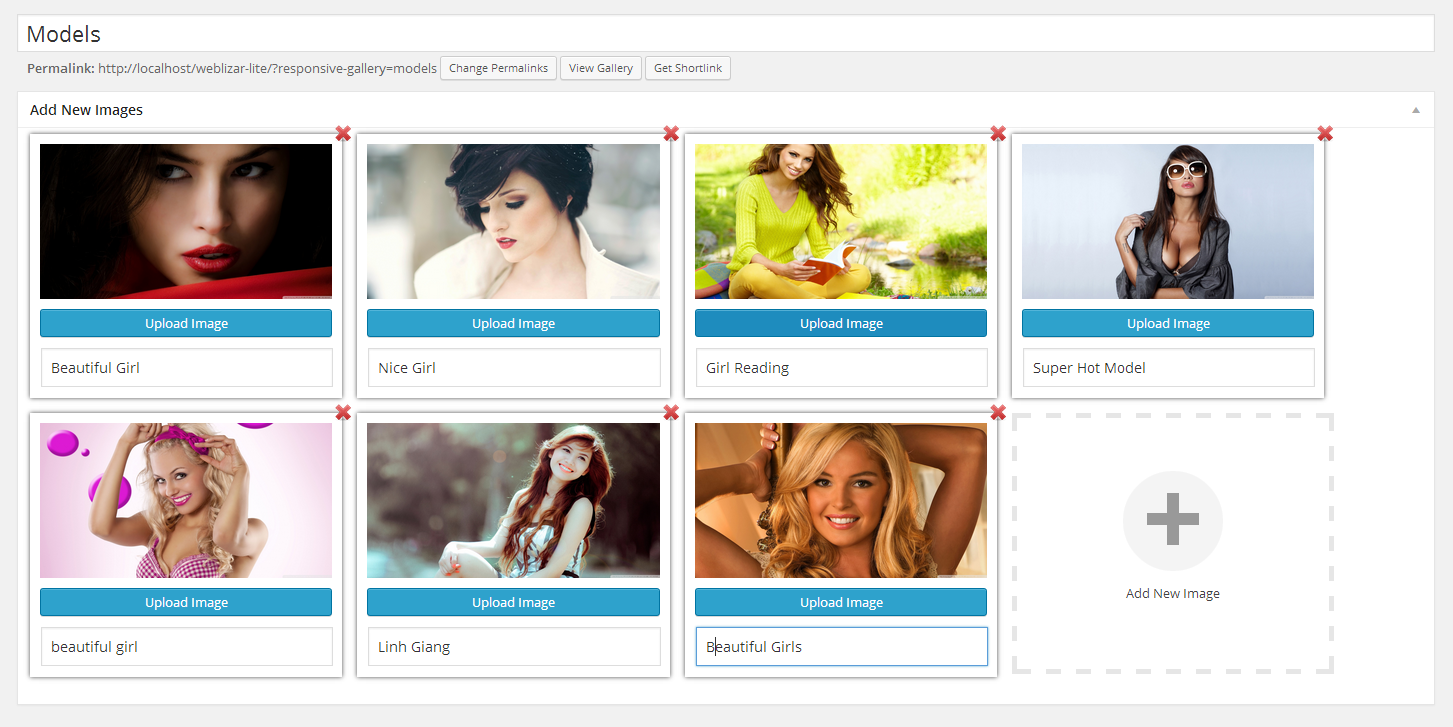 Models
Permalink: http://localhost/weblizar-lite/?responsive-gallery=models Change Permalinks View Gallery Get Shortlink
Add New Images
Upload Image Upload Image Upload Image Upload Image
Beautiful Girl Nice Girl Girl Reading Super Hot Model
Upload Image Upload Image Upload Image
Add New Image
beautiful girl Linh Giang Beautiful Girls